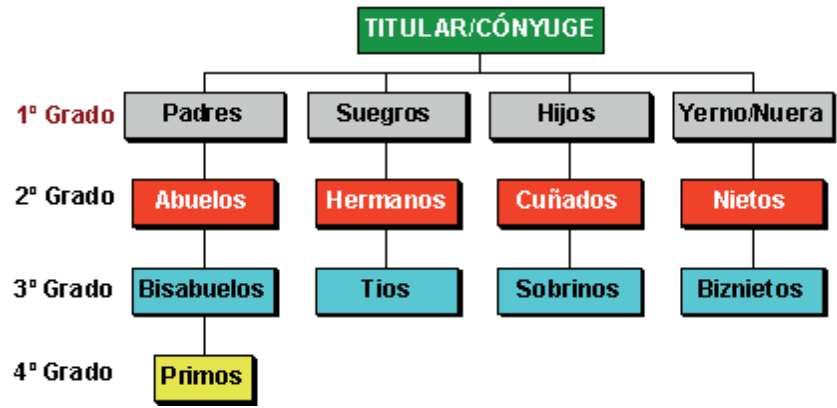 TITULAR/CÓNYUGE
1º Grado Padres Suegros Hijos Yerno/Nuera
2º Grado Abuelos Hermanos Cuñados Nietos
3º Grado Bisabuelos Tios Sobrinos Biznietos
4º Grado Primos